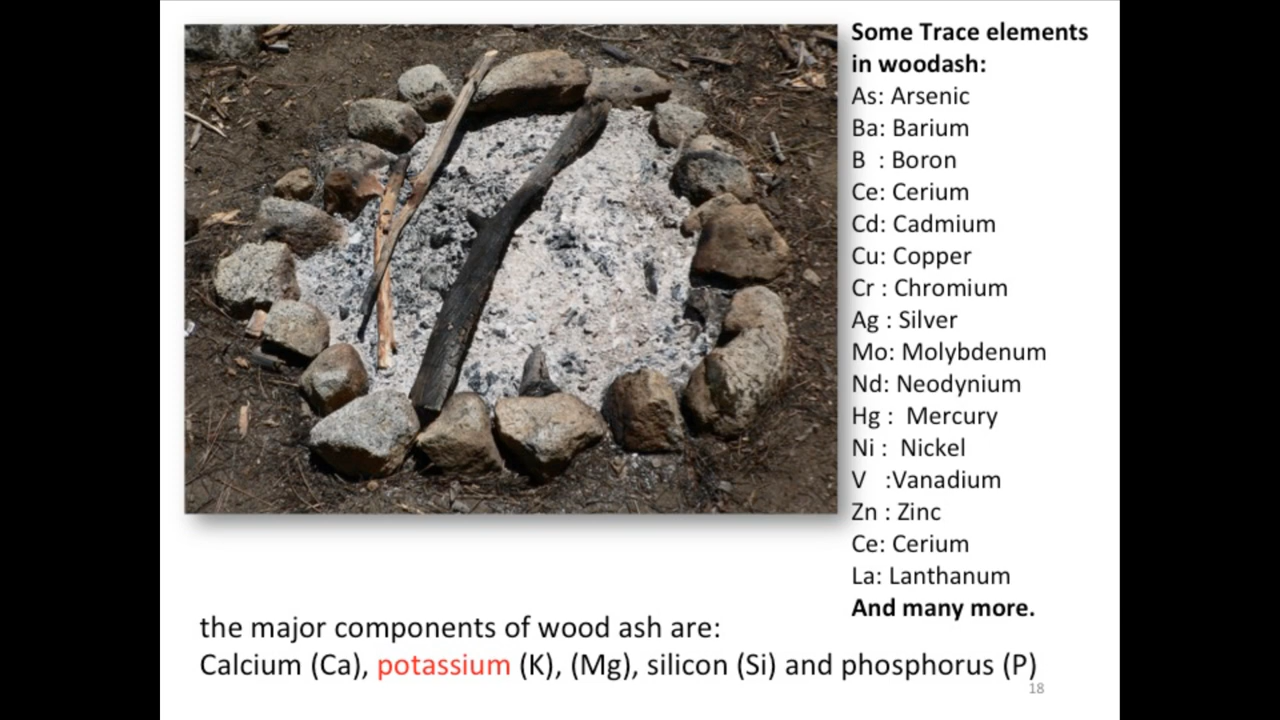 Some Trace elements
in woodash:
As: Arsenic
Ba: Barium
B  : Boron
Ce: Cerium
Cd: Cadmium
Cu: Copper
Cr : Chromium
Ag : Silver
Mo: Molybdenum
Nd: Neodynium
Hg :  Mercury
Ni :  Nickel
V   :Vanadium
Zn : Zinc
Ce: Cerium
La: Lanthanum
And many more.
the major components of wood ash are:
Calcium (Ca), potassium (K), (Mg), silicon (Si) and phosphorus (P)
18